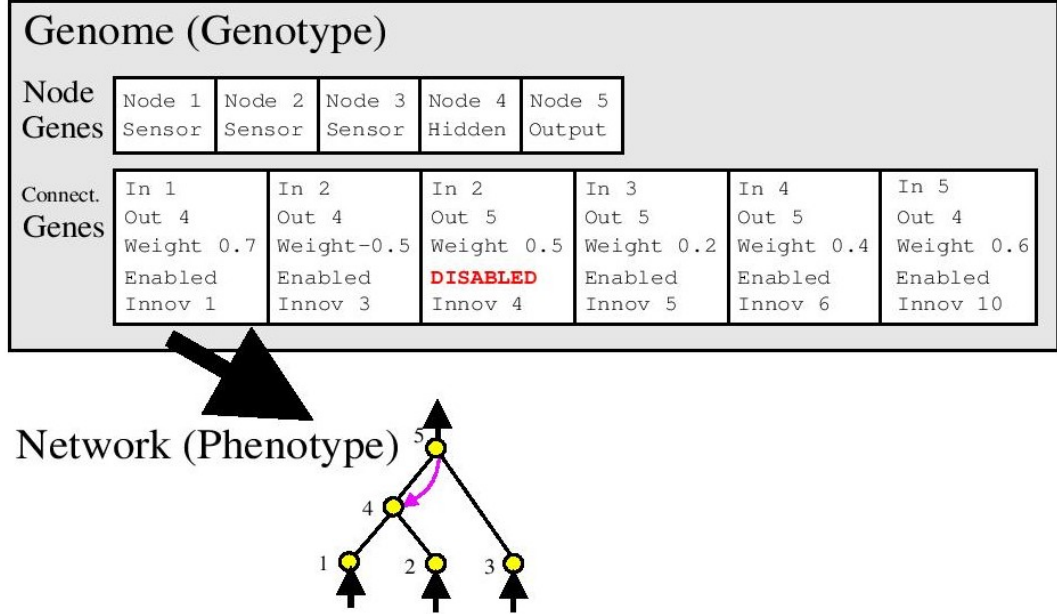 Genome (Genotype)
Node Genes
Node 1 Node 2 Node 3 Node 4 Node 5
Sensor Sensor Sensor Hidden Output
Connect. Genes
In 1 In 2 In 2 In 3 In 4 In 5
Out 4 Out 4 Out 5 Out 5 Out 5 Out 4
Weight 0.7 Weight-0.5 Weight 0.5 Weight 0.2 Weight 0.4 Weight 0.6
Enabled Enabled DISABLED Enabled Enabled Enabled
Innov 1 Innov 3 Innov 4 Innov 5 Innov 6 Innov 10
Network (Phenotype)
5
4
1 2 3